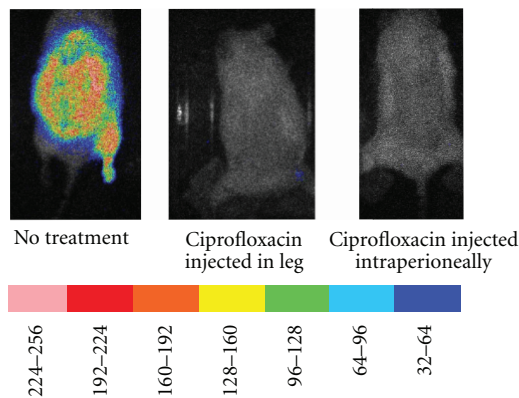 No treatment
Ciprofloxacin
injected in leg
Ciprofloxacin injected
intraperioneally
224–256
192–224
160–192
128–160
96–128
64–96
32–64